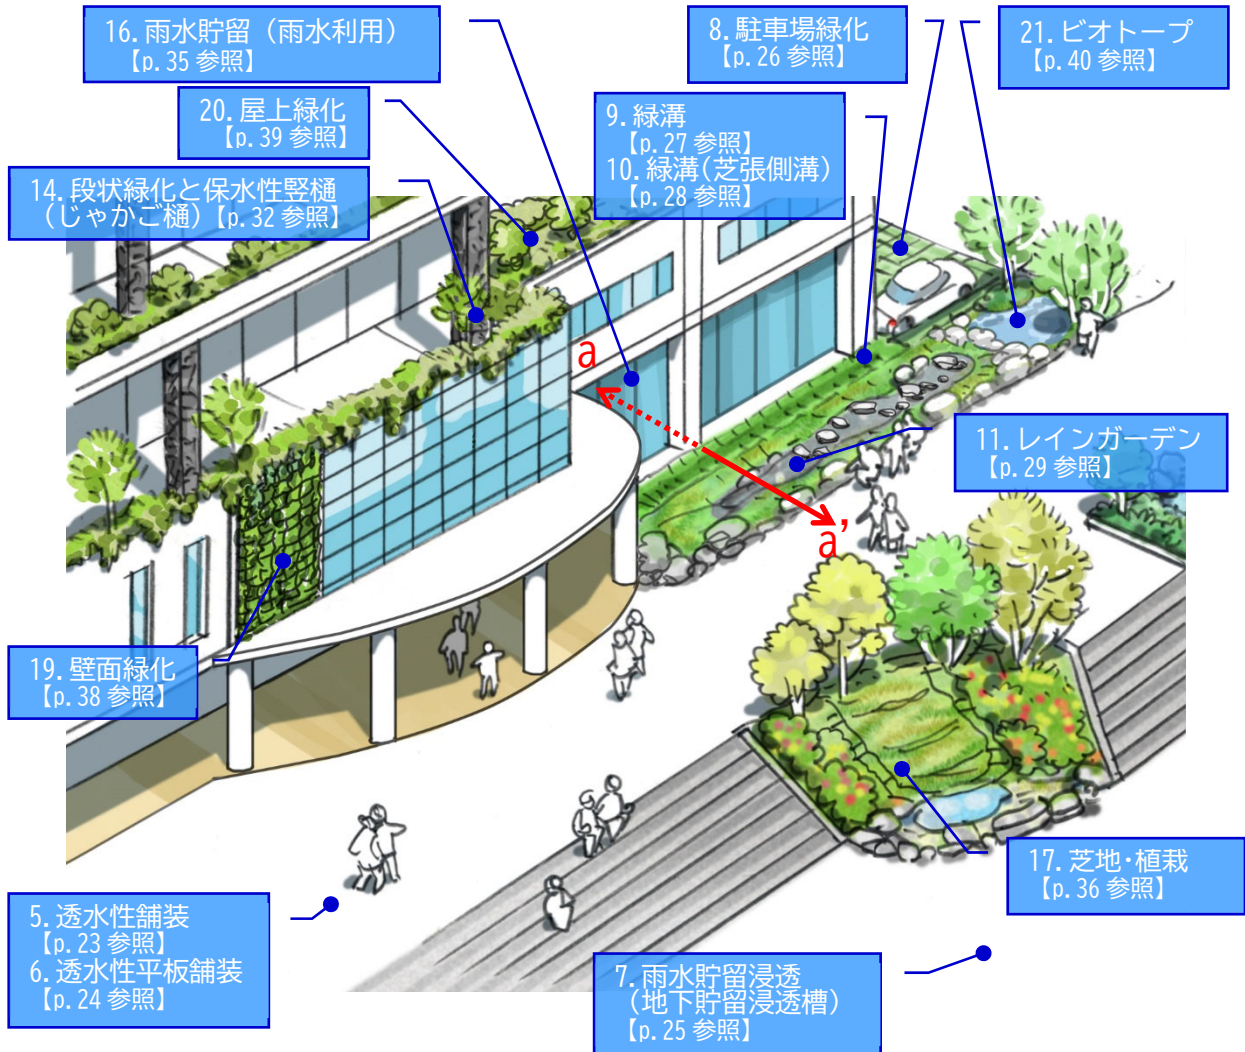 16.雨水貯留（雨水利用）
【p.35 参照】
8.駐車場緑化
【p.26 参照】
21.ビオトープ
【p.40 参照】
20.屋上緑化
【p.39 参照】
9.緑溝
【p.27 参照】
10.緑溝(芝張側溝)
【p.28 参照】
14.段状緑化と保水性竪樋
（じゃかご樋）【p.32 参照】
a
11.レインガーデン
【p.29 参照】
a’
19.壁面緑化
【p.38 参照】
17.芝地・植栽
【p.36 参照】
5.透水性舗装
【p.23 参照】
6.透水性平板舗装
【p.24 参照】
7.雨水貯留浸透
（地下貯留浸透槽）
【p.25 参照】